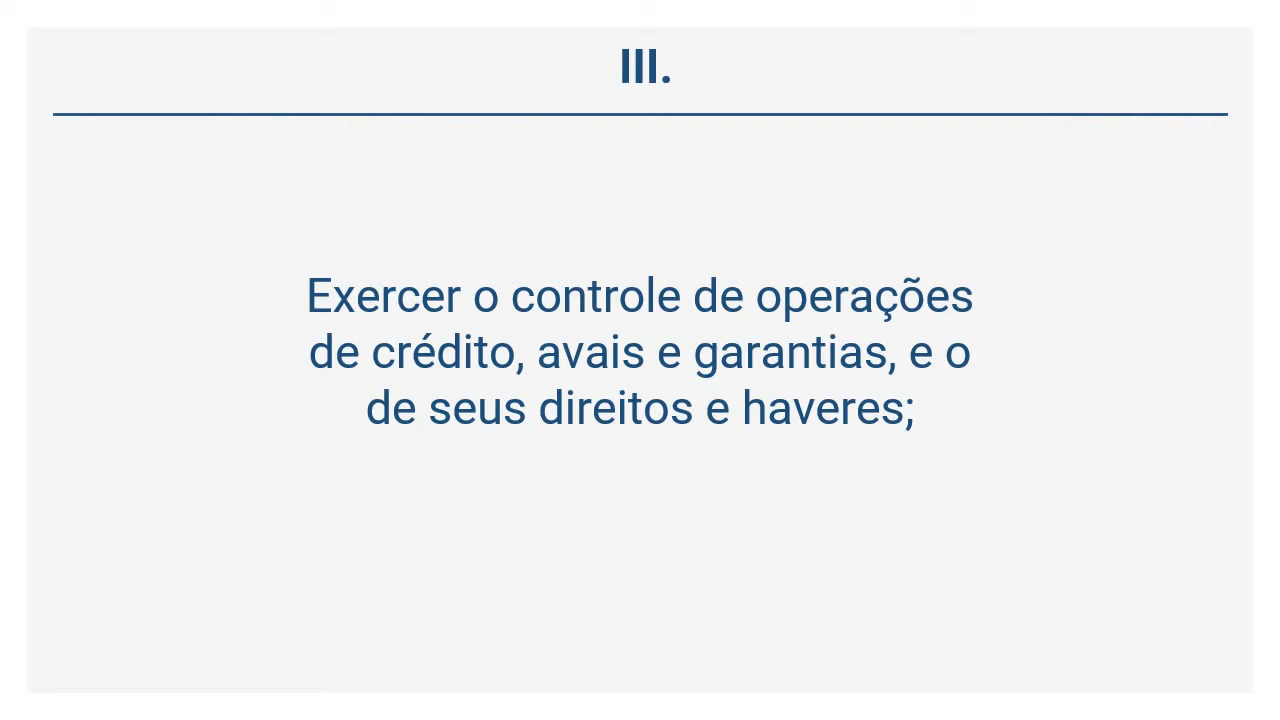 III.
Exercer o controle de operações
de crédito, avais e garantias, e o
de seus direitos e haveres;